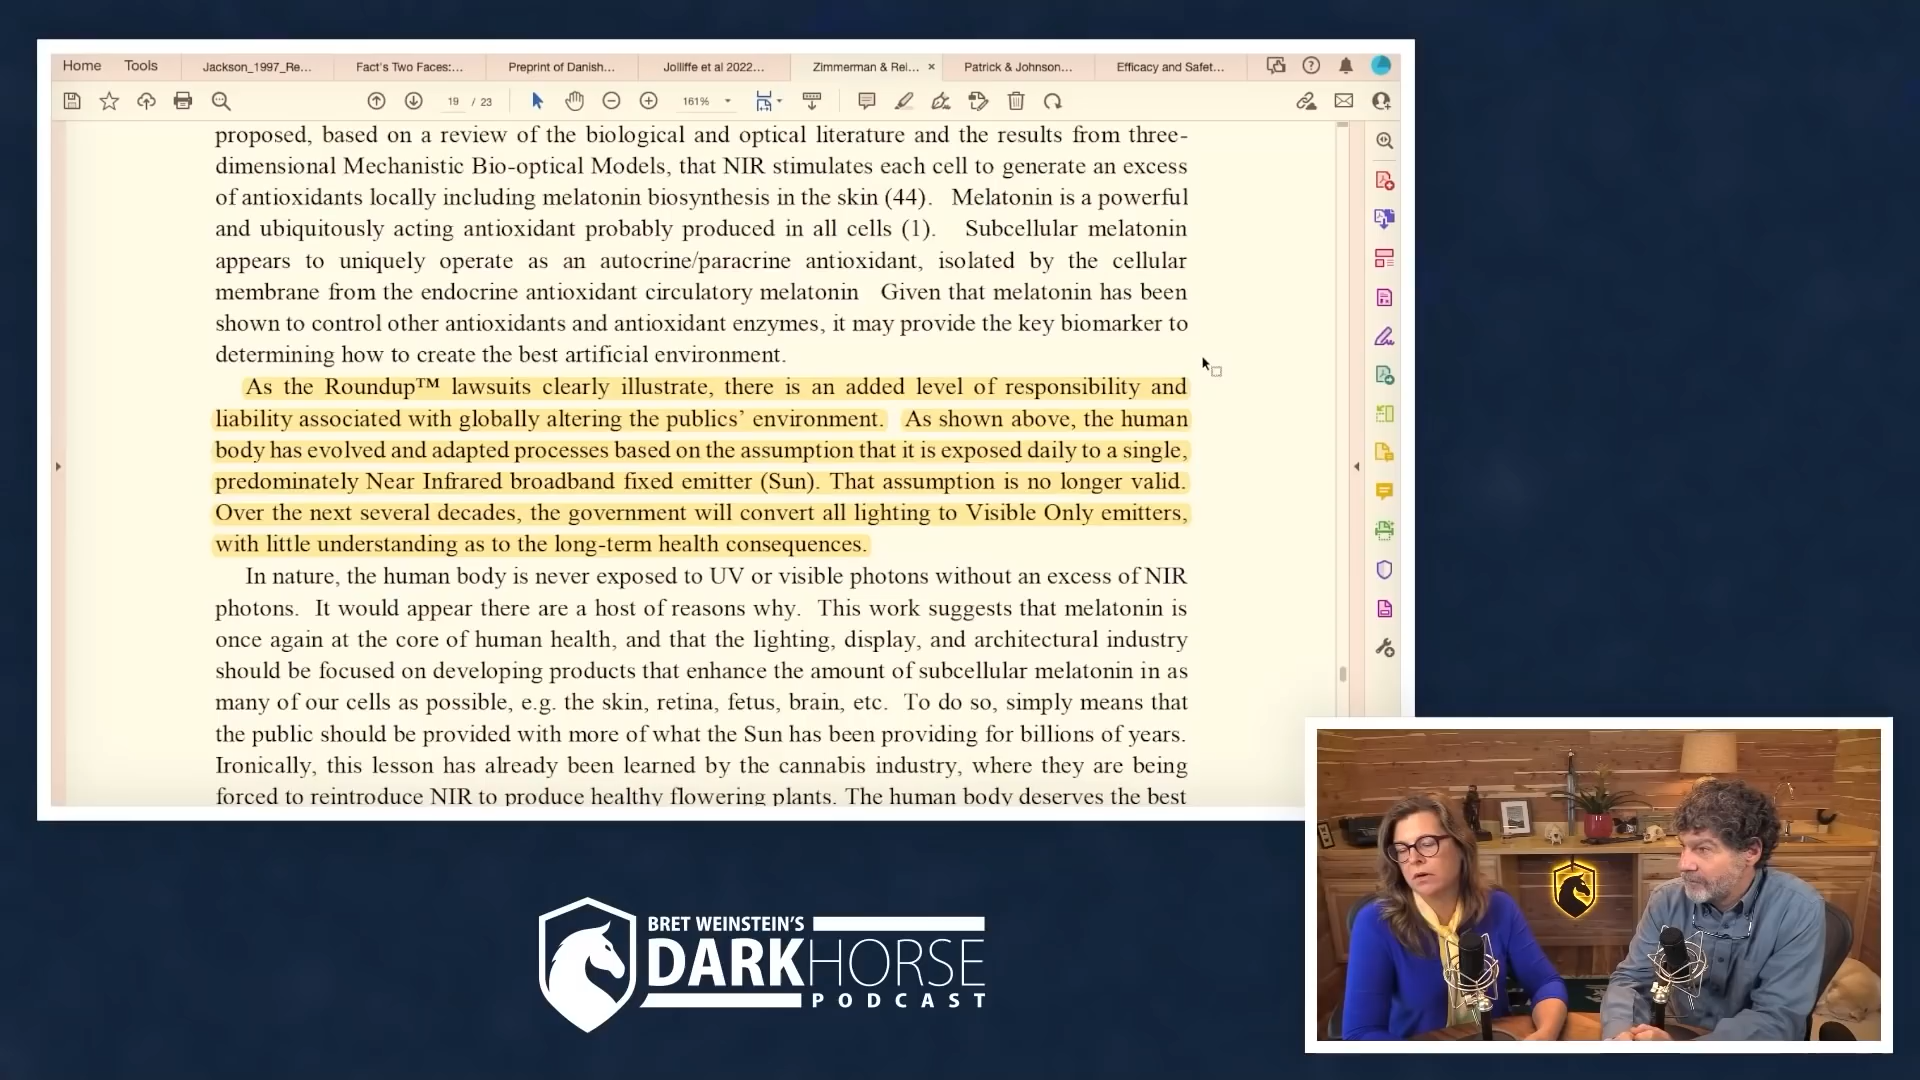 Home Tools Jackson_1997_Re... Fact's Two Faces:... Preprint of Danish... Jolliffe et al 2022... Zimmerman & Rei... × Patrick & Johnson... Efficacy and Safet...
19 / 23 161%
proposed, based on a review of the biological and optical literature and the results from three-
dimensional Mechanistic Bio-optical Models, that NIR stimulates each cell to generate an excess
of antioxidants locally including melatonin biosynthesis in the skin (44). Melatonin is a powerful
and ubiquitously acting antioxidant probably produced in all cells (1). Subcellular melatonin
appears to uniquely operate as an autocrine/paracrine antioxidant, isolated by the cellular
membrane from the endocrine antioxidant circulatory melatonin Given that melatonin has been
shown to control other antioxidants and antioxidant enzymes, it may provide the key biomarker to
determining how to create the best artificial environment.
As the Roundup™ lawsuits clearly illustrate, there is an added level of responsibility and
liability associated with globally altering the publics’ environment. As shown above, the human
body has evolved and adapted processes based on the assumption that it is exposed daily to a single,
predominately Near Infrared broadband fixed emitter (Sun). That assumption is no longer valid.
Over the next several decades, the government will convert all lighting to Visible Only emitters,
with little understanding as to the long-term health consequences.
In nature, the human body is never exposed to UV or visible photons without an excess of NIR
photons. It would appear there are a host of reasons why. This work suggests that melatonin is
once again at the core of human health, and that the lighting, display, and architectural industry
should be focused on developing products that enhance the amount of subcellular melatonin in as
many of our cells as possible, e.g. the skin, retina, fetus, brain, etc. To do so, simply means that
the public should be provided with more of what the Sun has been providing for billions of years.
Ironically, this lesson has already been learned by the cannabis industry, where they are being
forced to reintroduce NIR to produce healthy flowering plants. The human body deserves the best
BRET WEINSTEIN'S
DARKHORSE
PODCAST